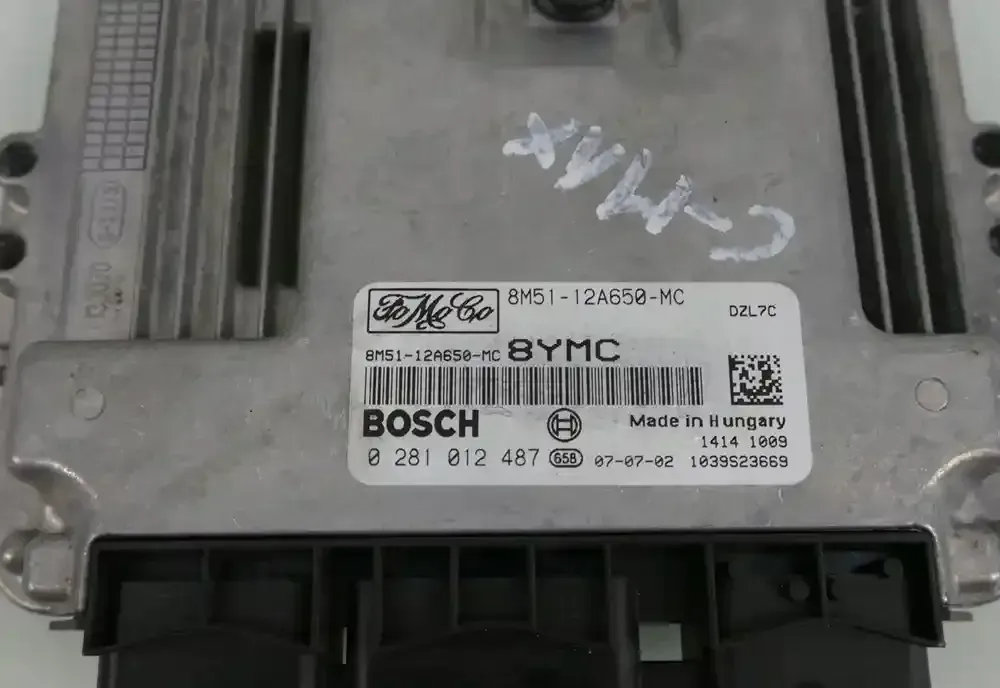 CMAX
FoMoCo 8M51-12A650-MC
DZL7C
8M51-12A650-MC 8YMC
BOSCH
Made in Hungary
1414 1009
0 281 012 487 658 07-07-02 1039S23669